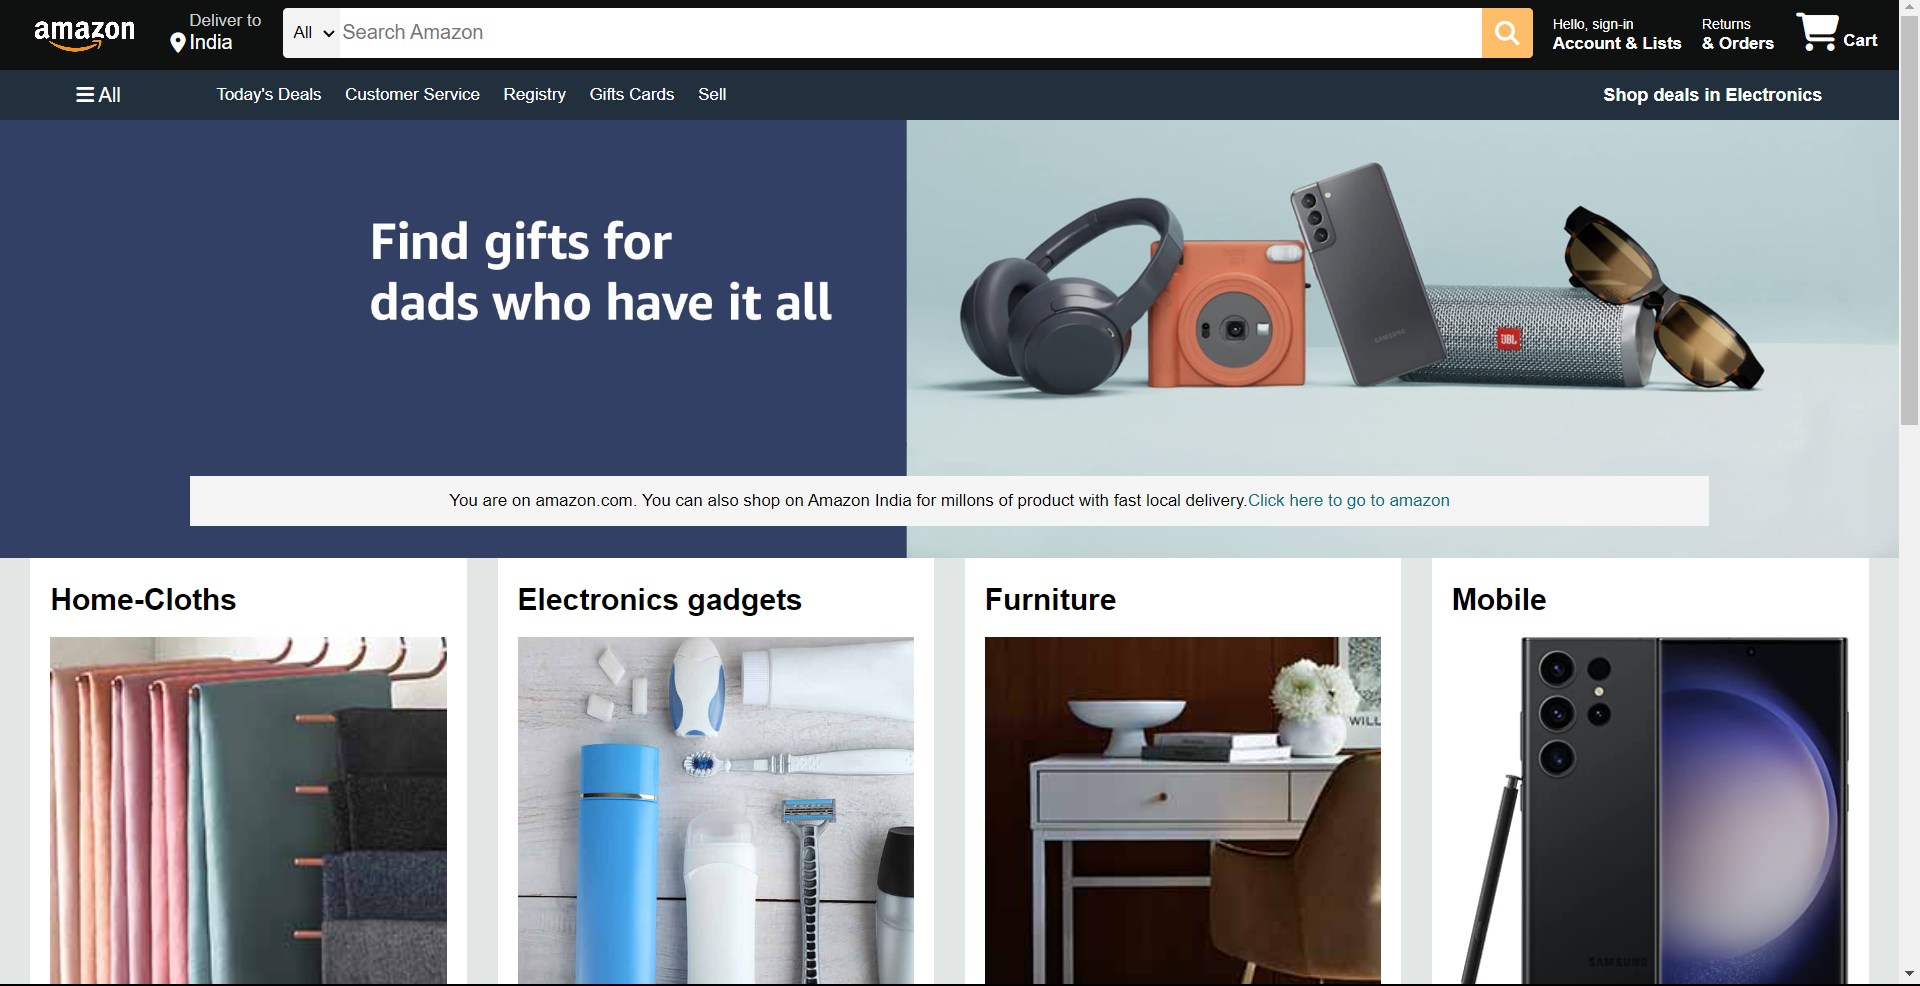 amazon
Deliver to
India
All
Search Amazon
Hello, sign-in
Account & Lists
Returns
& Orders
Cart
All
Today's Deals
Customer Service
Registry
Gifts Cards
Sell
Shop deals in Electronics
Find gifts for
dads who have it all
SAMSUNG
JBL
You are on amazon.com. You can also shop on Amazon India for millons of product with fast local delivery.Click here to go to amazon
Home-Cloths
Electronics gadgets
Furniture
Mobile
WILL
SAMSUNG